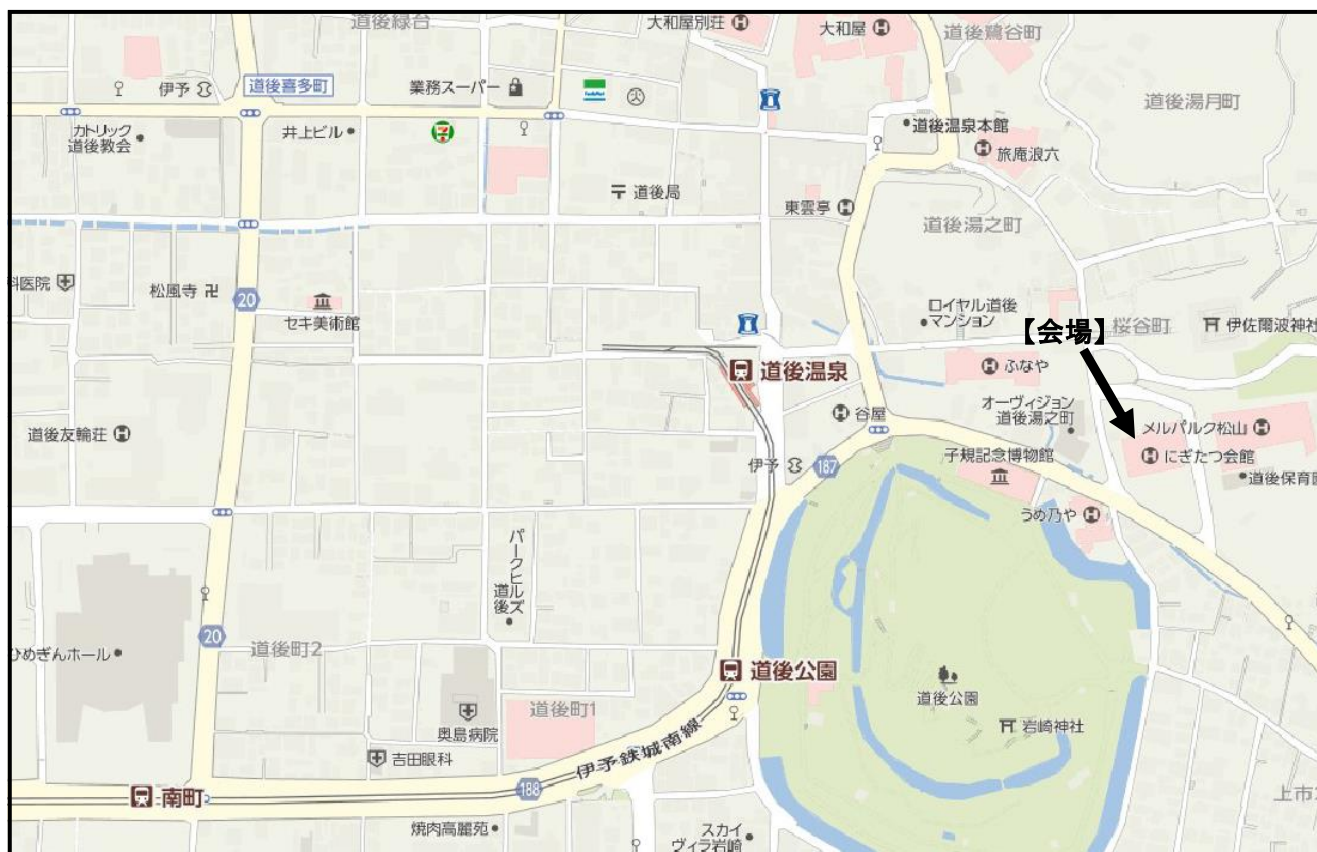 道後緑台
大和屋別荘
大和屋
道後鷺谷町
伊予
道後喜多町
業務スーパー
FamilyMart
文
道後湯月町
カトリック
道後教会
井上ビル
7
道後温泉本館
旅庵浪六
〒 道後局
東雲亭
道後湯之町
科医院
松風寺
20
セキ美術館
ロイヤル道後
マンション
【会場】
桜谷町
伊佐爾波神社
道後温泉
ふなや
谷屋
オーヴィジョン
道後湯之町
道後友輪荘
メルパルク松山
にぎたつ会館
伊予
187
子規記念博物館
道後保育園
うめ乃や
パークヒルズ
道後
20
ひめぎんホール
道後町2
道後公園
道後公園
道後町1
岩崎神社
奥島病院
吉田眼科
伊予鉄城南線
188
南町
上市
焼肉高麗苑
スカイ
ヴィラ岩崎